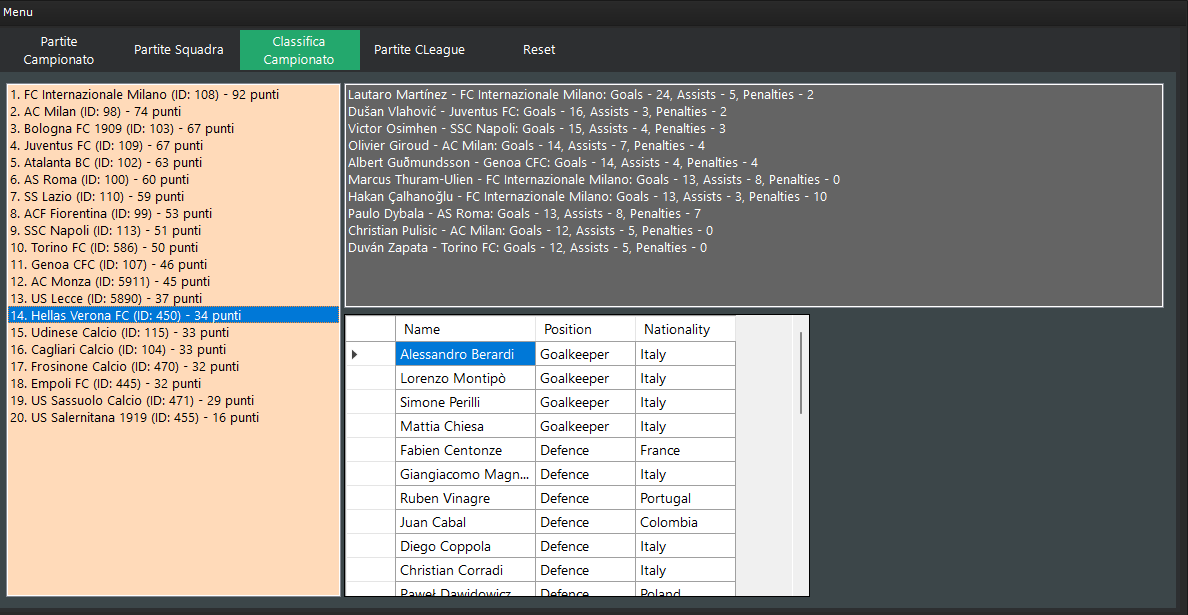 Menu
Partite Campionato
Partite Squadra
Classifica Campionato
Partite CLeague
Reset
1. FC Internazionale Milano (ID: 108) - 92 punti
2. AC Milan (ID: 98) - 74 punti
3. Bologna FC 1909 (ID: 103) - 67 punti
4. Juventus FC (ID: 109) - 67 punti
5. Atalanta BC (ID: 102) - 63 punti
6. AS Roma (ID: 100) - 60 punti
7. SS Lazio (ID: 110) - 59 punti
8. ACF Fiorentina (ID: 99) - 53 punti
9. SSC Napoli (ID: 113) - 51 punti
10. Torino FC (ID: 586) - 50 punti
11. Genoa CFC (ID: 107) - 46 punti
12. AC Monza (ID: 5911) - 45 punti
13. US Lecce (ID: 5890) - 37 punti
14. Hellas Verona FC (ID: 450) - 34 punti
15. Udinese Calcio (ID: 115) - 33 punti
16. Cagliari Calcio (ID: 104) - 33 punti
17. Frosinone Calcio (ID: 470) - 32 punti
18. Empoli FC (ID: 445) - 32 punti
19. US Sassuolo Calcio (ID: 471) - 29 punti
20. US Salernitana 1919 (ID: 455) - 16 punti
Lautaro Martínez - FC Internazionale Milano: Goals - 24, Assists - 5, Penalties - 2
Dušan Vlahović - Juventus FC: Goals - 16, Assists - 3, Penalties - 2
Victor Osimhen - SSC Napoli: Goals - 15, Assists - 4, Penalties - 3
Olivier Giroud - AC Milan: Goals - 14, Assists - 7, Penalties - 4
Albert Guðmundsson - Genoa CFC: Goals - 14, Assists - 4, Penalties - 4
Marcus Thuram-Ulien - FC Internazionale Milano: Goals - 13, Assists - 8, Penalties - 0
Hakan Çalhanoğlu - FC Internazionale Milano: Goals - 13, Assists - 3, Penalties - 10
Paulo Dybala - AS Roma: Goals - 13, Assists - 8, Penalties - 7
Christian Pulisic - AC Milan: Goals - 12, Assists - 5, Penalties - 0
Duván Zapata - Torino FC: Goals - 12, Assists - 5, Penalties - 0
Name Position Nationality
Alessandro Berardi Goalkeeper Italy
Lorenzo Montipò Goalkeeper Italy
Simone Perilli Goalkeeper Italy
Mattia Chiesa Goalkeeper Italy
Fabien Centonze Defence France
Giangiacomo Magn... Defence Italy
Ruben Vinagre Defence Portugal
Juan Cabal Defence Colombia
Diego Coppola Defence Italy
Christian Corradi Defence Italy
Paweł Dawidowicz Defence Poland